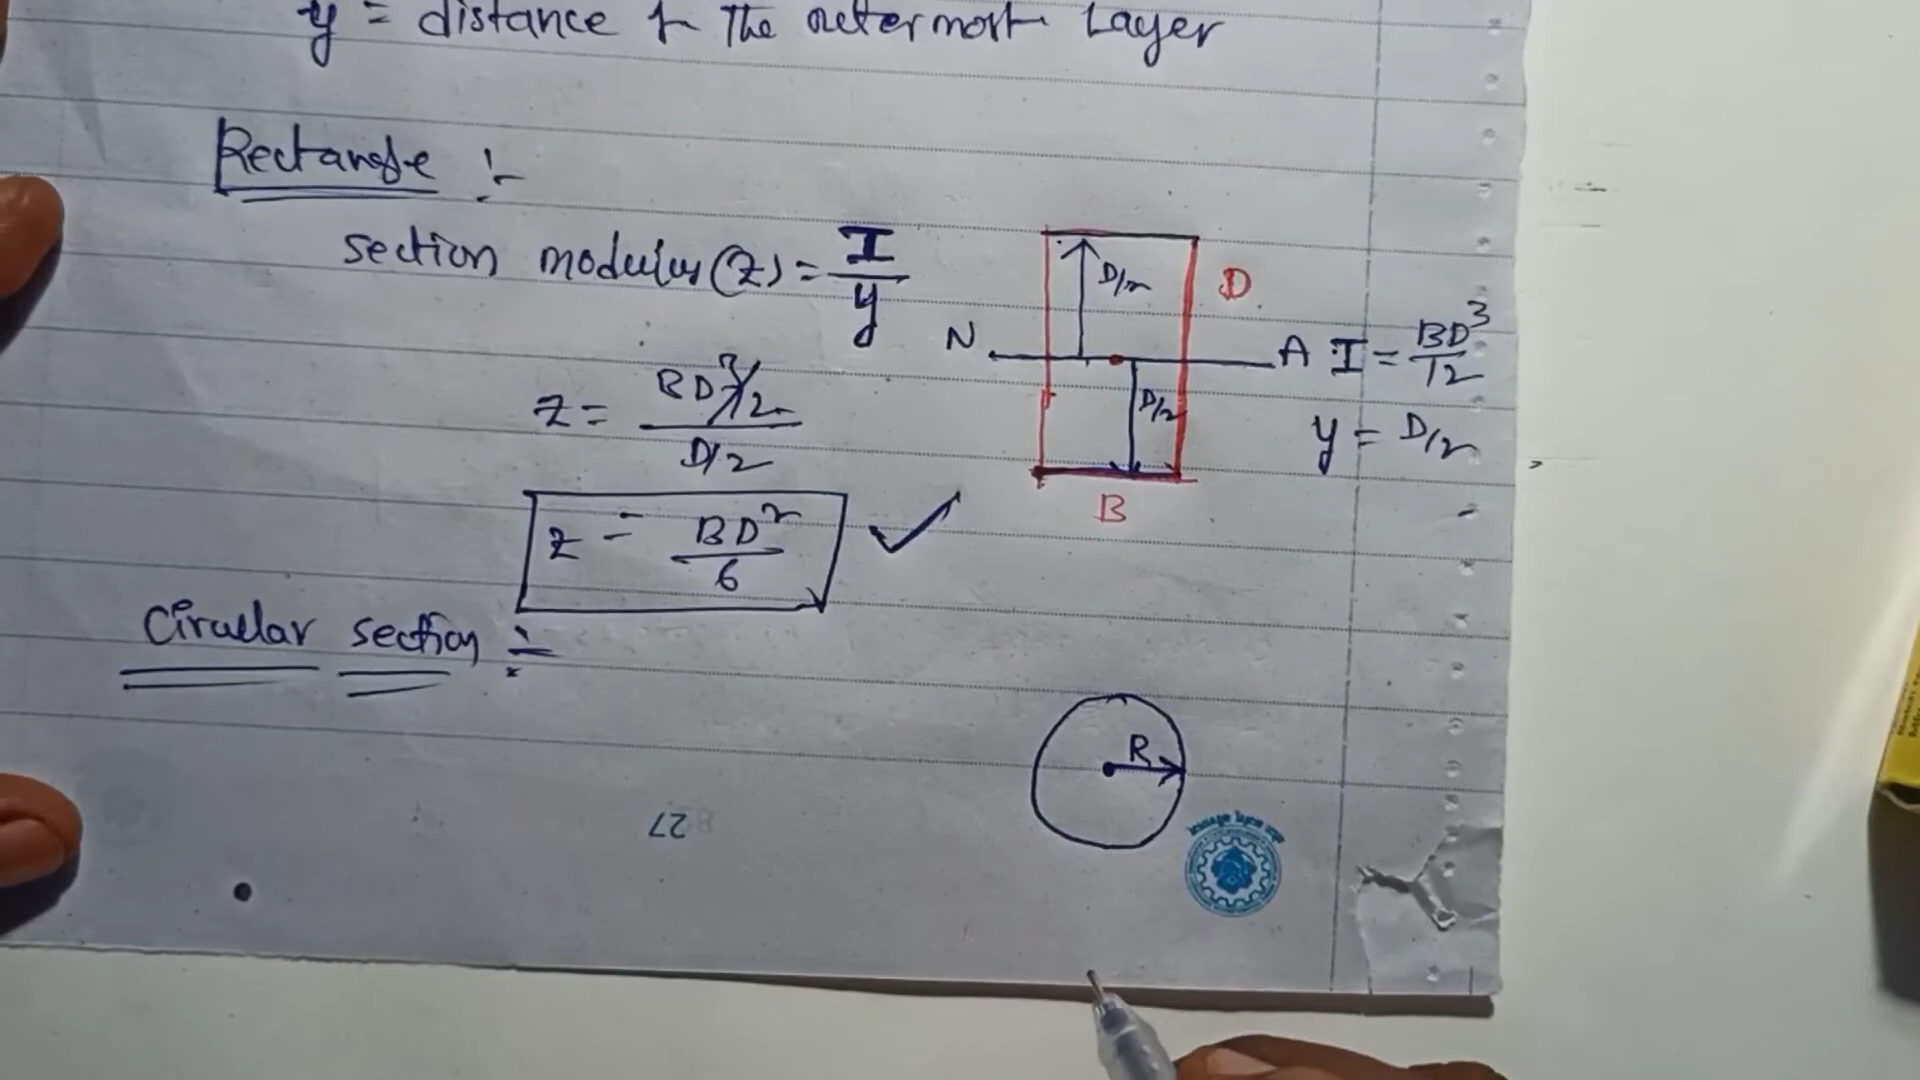 y = distance of the outermost Layer
Rectangle :-
section modulus (Z) = I/y
Z = BD³/12 / D/2
Z = BD²/6
D/2
D
N
A
D/2
B
I = BD³/12
y = D/2
Circular section :-
R
27